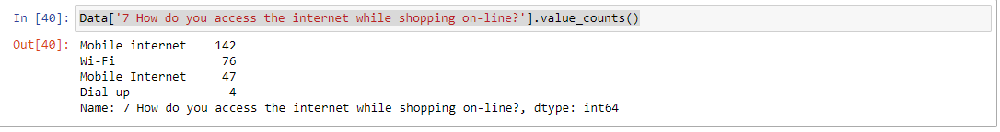 In [40]: Data['7 How do you access the internet while shopping on-line?'].value_counts()
Out[40]: Mobile internet    142
Wi-Fi               76
Mobile Internet     47
Dial-up              4
Name: 7 How do you access the internet while shopping on-line?, dtype: int64